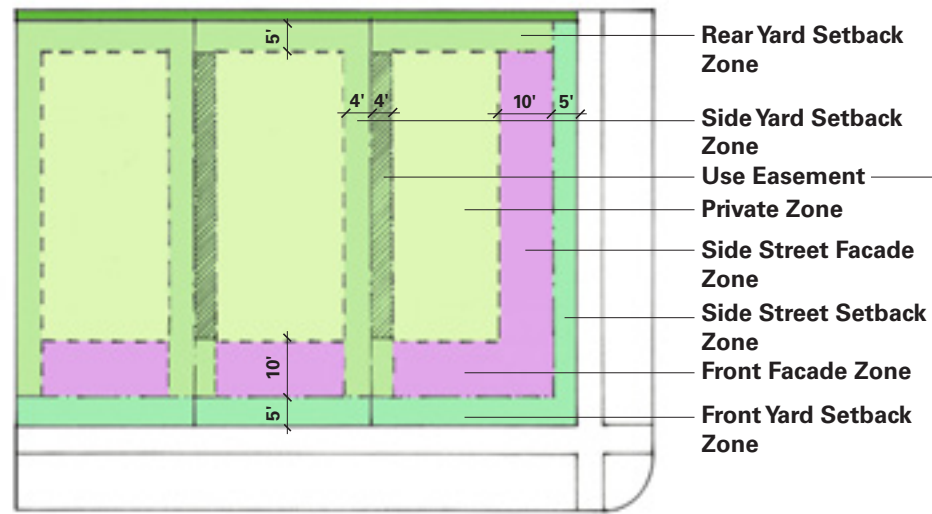 5'
4'
4'
10'
5'
10'
5'
Rear Yard Setback
Zone
Side Yard Setback
Zone
Use Easement
Private Zone
Side Street Facade
Zone
Side Street Setback
Zone
Front Facade Zone
Front Yard Setback
Zone